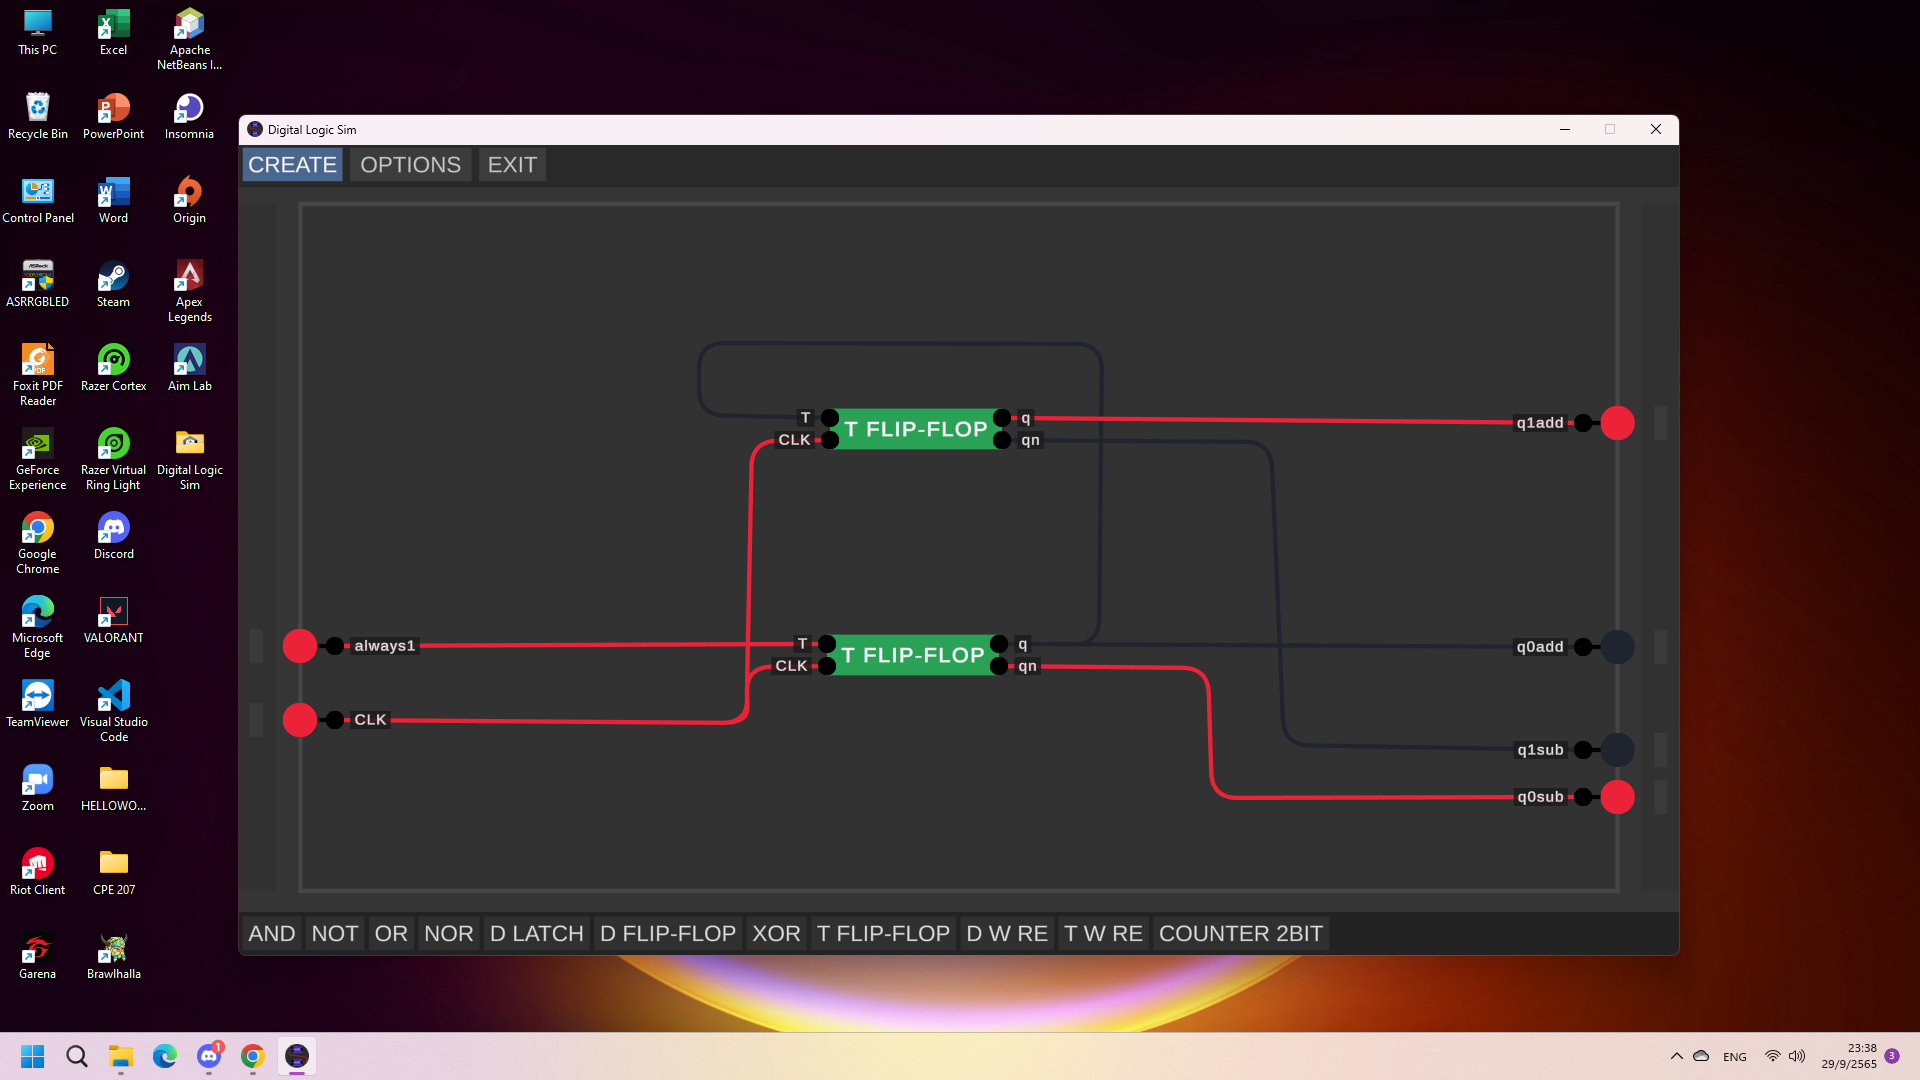 This PC
Excel
Apache
NetBeans I...
Recycle Bin
PowerPoint
Insomnia
Control Panel
Word
Origin
ASRRGBLED
Steam
Apex
Legends
Foxit PDF
Reader
Razer Cortex
Aim Lab
GeForce
Experience
Razer Virtual
Ring Light
Digital Logic
Sim
Google
Chrome
Discord
Microsoft
Edge
VALORANT
TeamViewer
Visual Studio
Code
Zoom
HELLOWO...
Riot Client
CPE 207
Garena
Brawlhalla
Digital Logic Sim
CREATE
OPTIONS
EXIT
T
CLK
T FLIP-FLOP
q
qn
q1add
always1
CLK
T
CLK
T FLIP-FLOP
q
qn
q0add
q1sub
q0sub
AND
NOT
OR
NOR
D LATCH
D FLIP-FLOP
XOR
T FLIP-FLOP
D W RE
T W RE
COUNTER 2BIT
1
ENG
23:38
29/9/2565
3